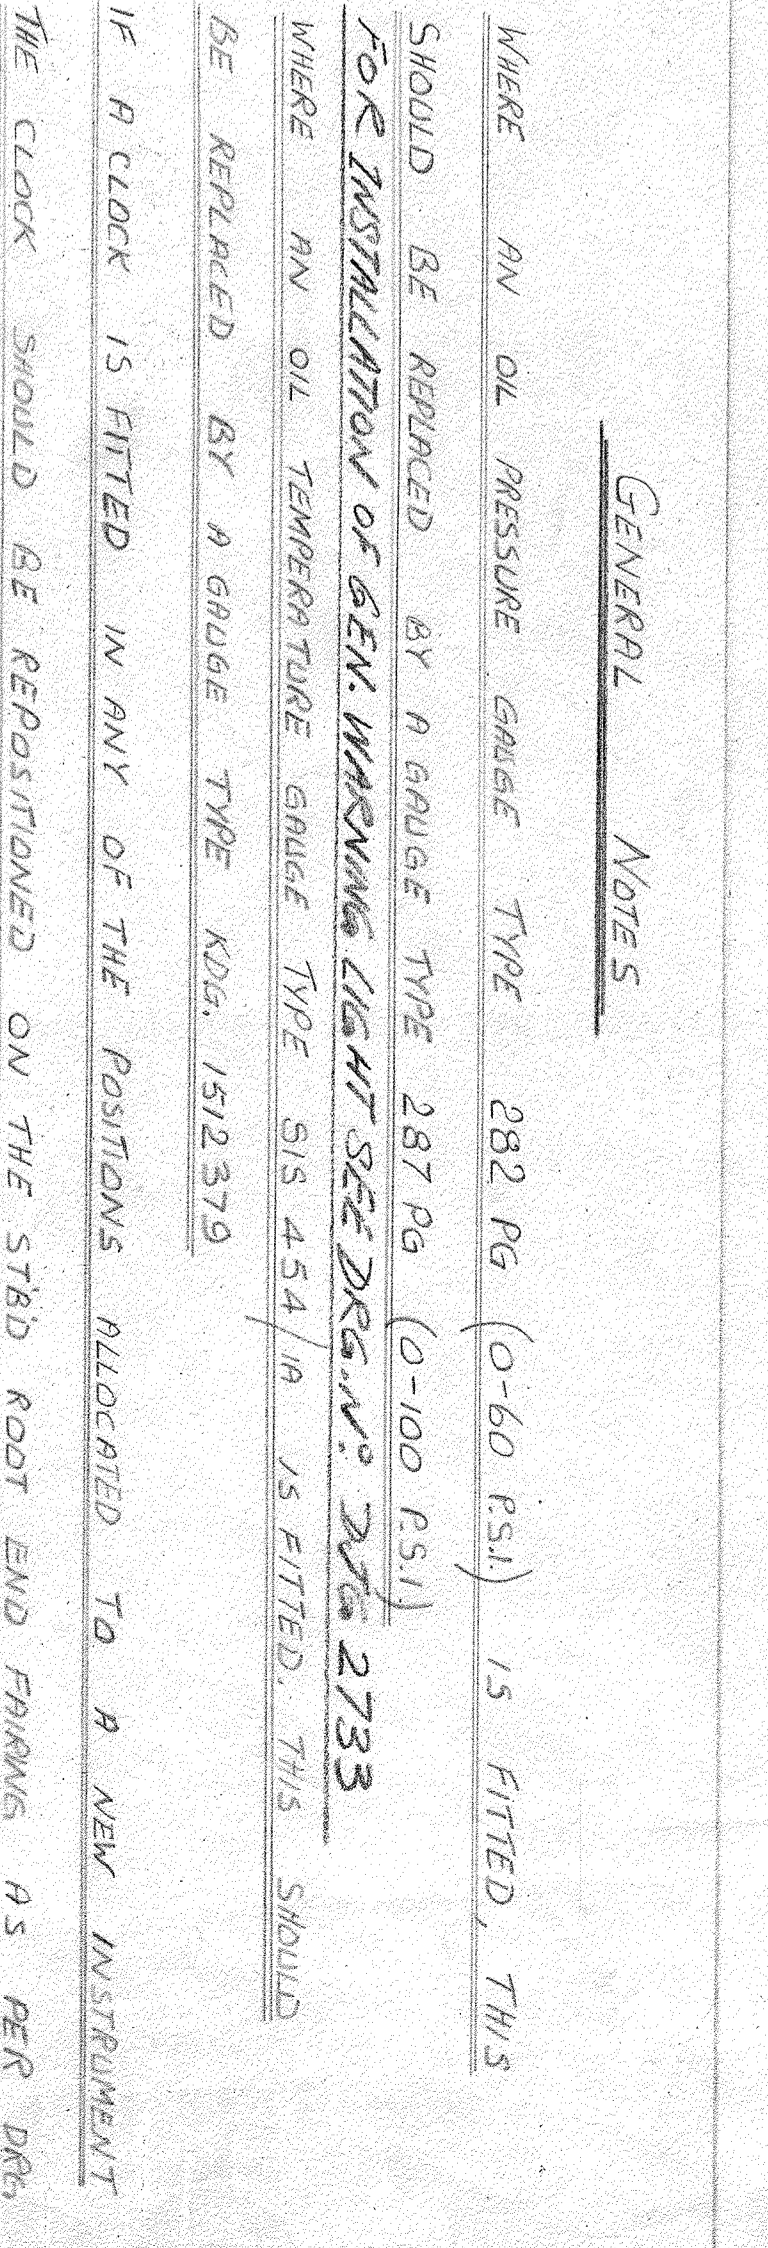 GENERAL NOTES
WHERE AN OIL PRESSURE GAUGE TYPE 282 PG (0-60 P.S.I.) IS FITTED, THIS
SHOULD BE REPLACED BY A GAUGE TYPE 287 PG (0-100 P.S.I.)
FOR INSTALLATION OF GEN. WARNING LIGHT SEE DRG. Nº 2733
WHERE AN OIL TEMPERATURE GAUGE TYPE SIS 454/1A IS FITTED. THIS SHOULD
BE REPLACED BY A GAUGE TYPE KDG. 1512379
IF A CLOCK IS FITTED IN ANY OF THE POSITIONS ALLOCATED TO A NEW INSTRUMENT
THE CLOCK SHOULD BE REPOSITIONED ON THE STB'D ROOT END FAIRING AS PER DRG